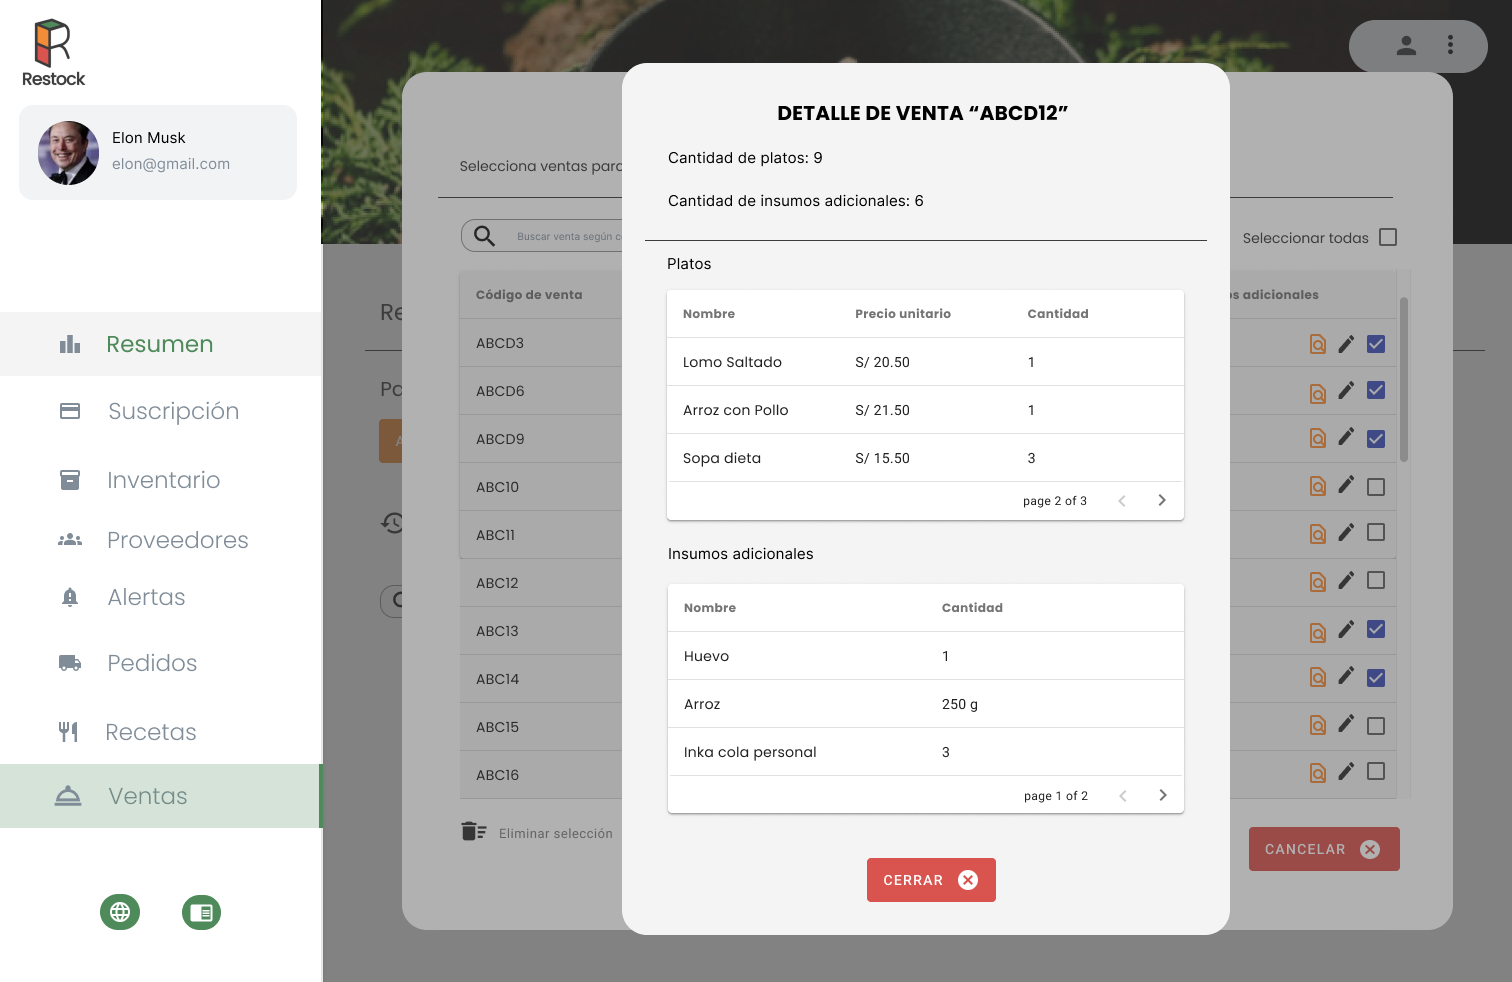 Restock
Elon Musk
elon@gmail.com
Resumen
Suscripción
Inventario
Proveedores
Alertas
Pedidos
Recetas
Ventas
Selecciona ventas para
Buscar venta según
Seleccionar todas
Código de venta
adicionales
ABCD3
ABCD6
ABCD9
ABC10
ABC11
ABC12
ABC13
ABC14
ABC15
ABC16
Eliminar selección
CANCELAR
DETALLE DE VENTA “ABCD12”
Cantidad de platos: 9
Cantidad de insumos adicionales: 6
Platos
Nombre Precio unitario Cantidad
Lomo Saltado S/ 20.50 1
Arroz con Pollo S/ 21.50 1
Sopa dieta S/ 15.50 3
page 2 of 3
Insumos adicionales
Nombre Cantidad
Huevo 1
Arroz 250 g
Inka cola personal 3
page 1 of 2
CERRAR